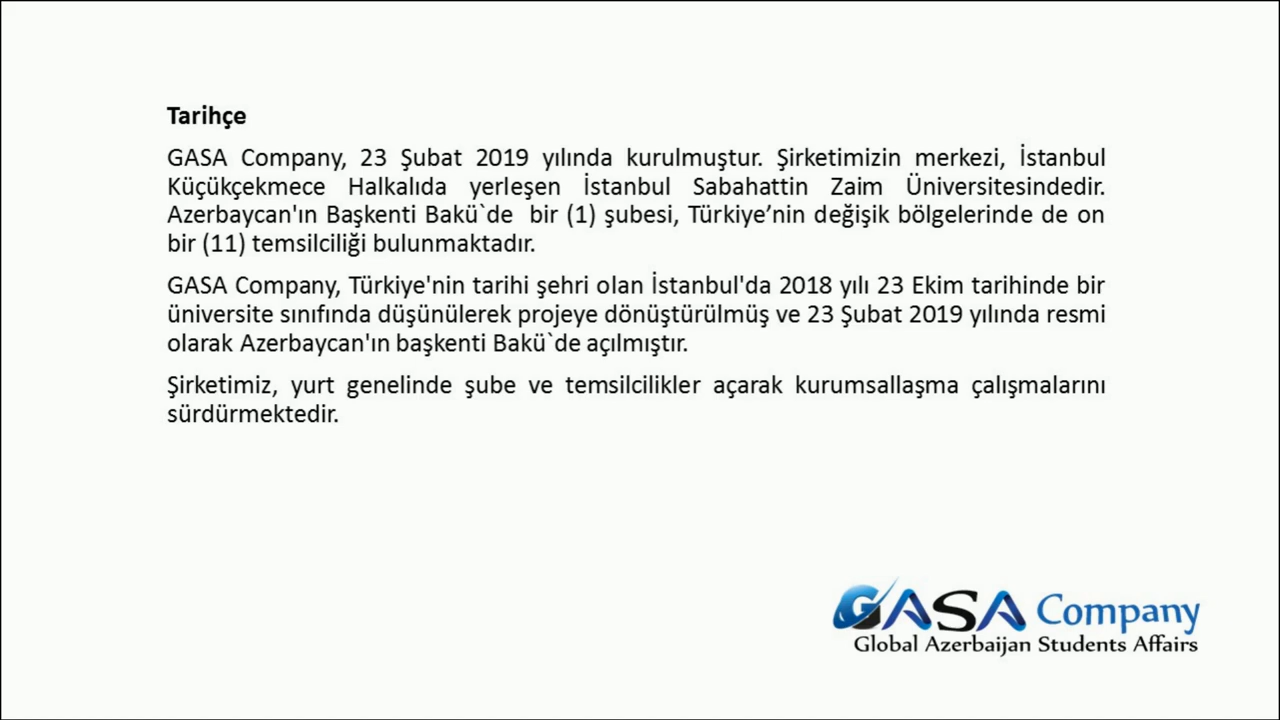 Tarihçe
GASA Company, 23 Şubat 2019 yılında kurulmuştur. Şirketimizin merkezi, İstanbul
Küçükçekmece Halkalıda yerleşen İstanbul Sabahattin Zaim Üniversitesindedir.
Azerbaycan'ın Başkenti Bakü`de bir (1) şubesi, Türkiye’nin değişik bölgelerinde de on
bir (11) temsilciliği bulunmaktadır.
GASA Company, Türkiye'nin tarihi şehri olan İstanbul'da 2018 yılı 23 Ekim tarihinde bir
üniversite sınıfında düşünülerek projeye dönüştürülmüş ve 23 Şubat 2019 yılında resmi
olarak Azerbaycan'ın başkenti Bakü`de açılmıştır.
Şirketimiz, yurt genelinde şube ve temsilcilikler açarak kurumsallaşma çalışmalarını
sürdürmektedir.
GASA Company
Global Azerbaijan Students Affairs